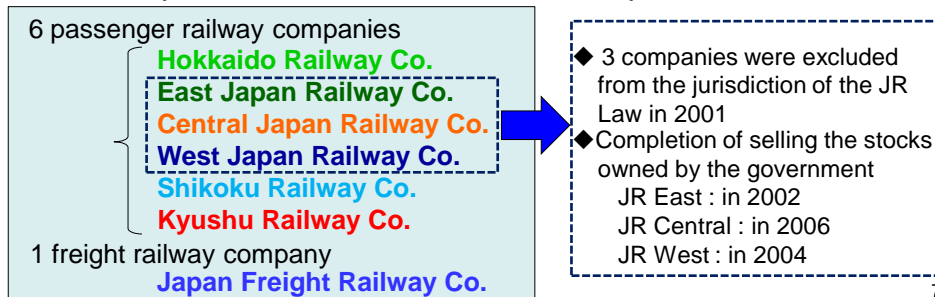 6 passenger railway companies
Hokkaido Railway Co.
East Japan Railway Co.
Central Japan Railway Co.
West Japan Railway Co.
Shikoku Railway Co.
Kyushu Railway Co.
1 freight railway company
Japan Freight Railway Co.
◆ 3 companies were excluded
from the jurisdiction of the JR
Law in 2001
◆Completion of selling the stocks
owned by the government
JR East : in 2002
JR Central : in 2006
JR West : in 2004